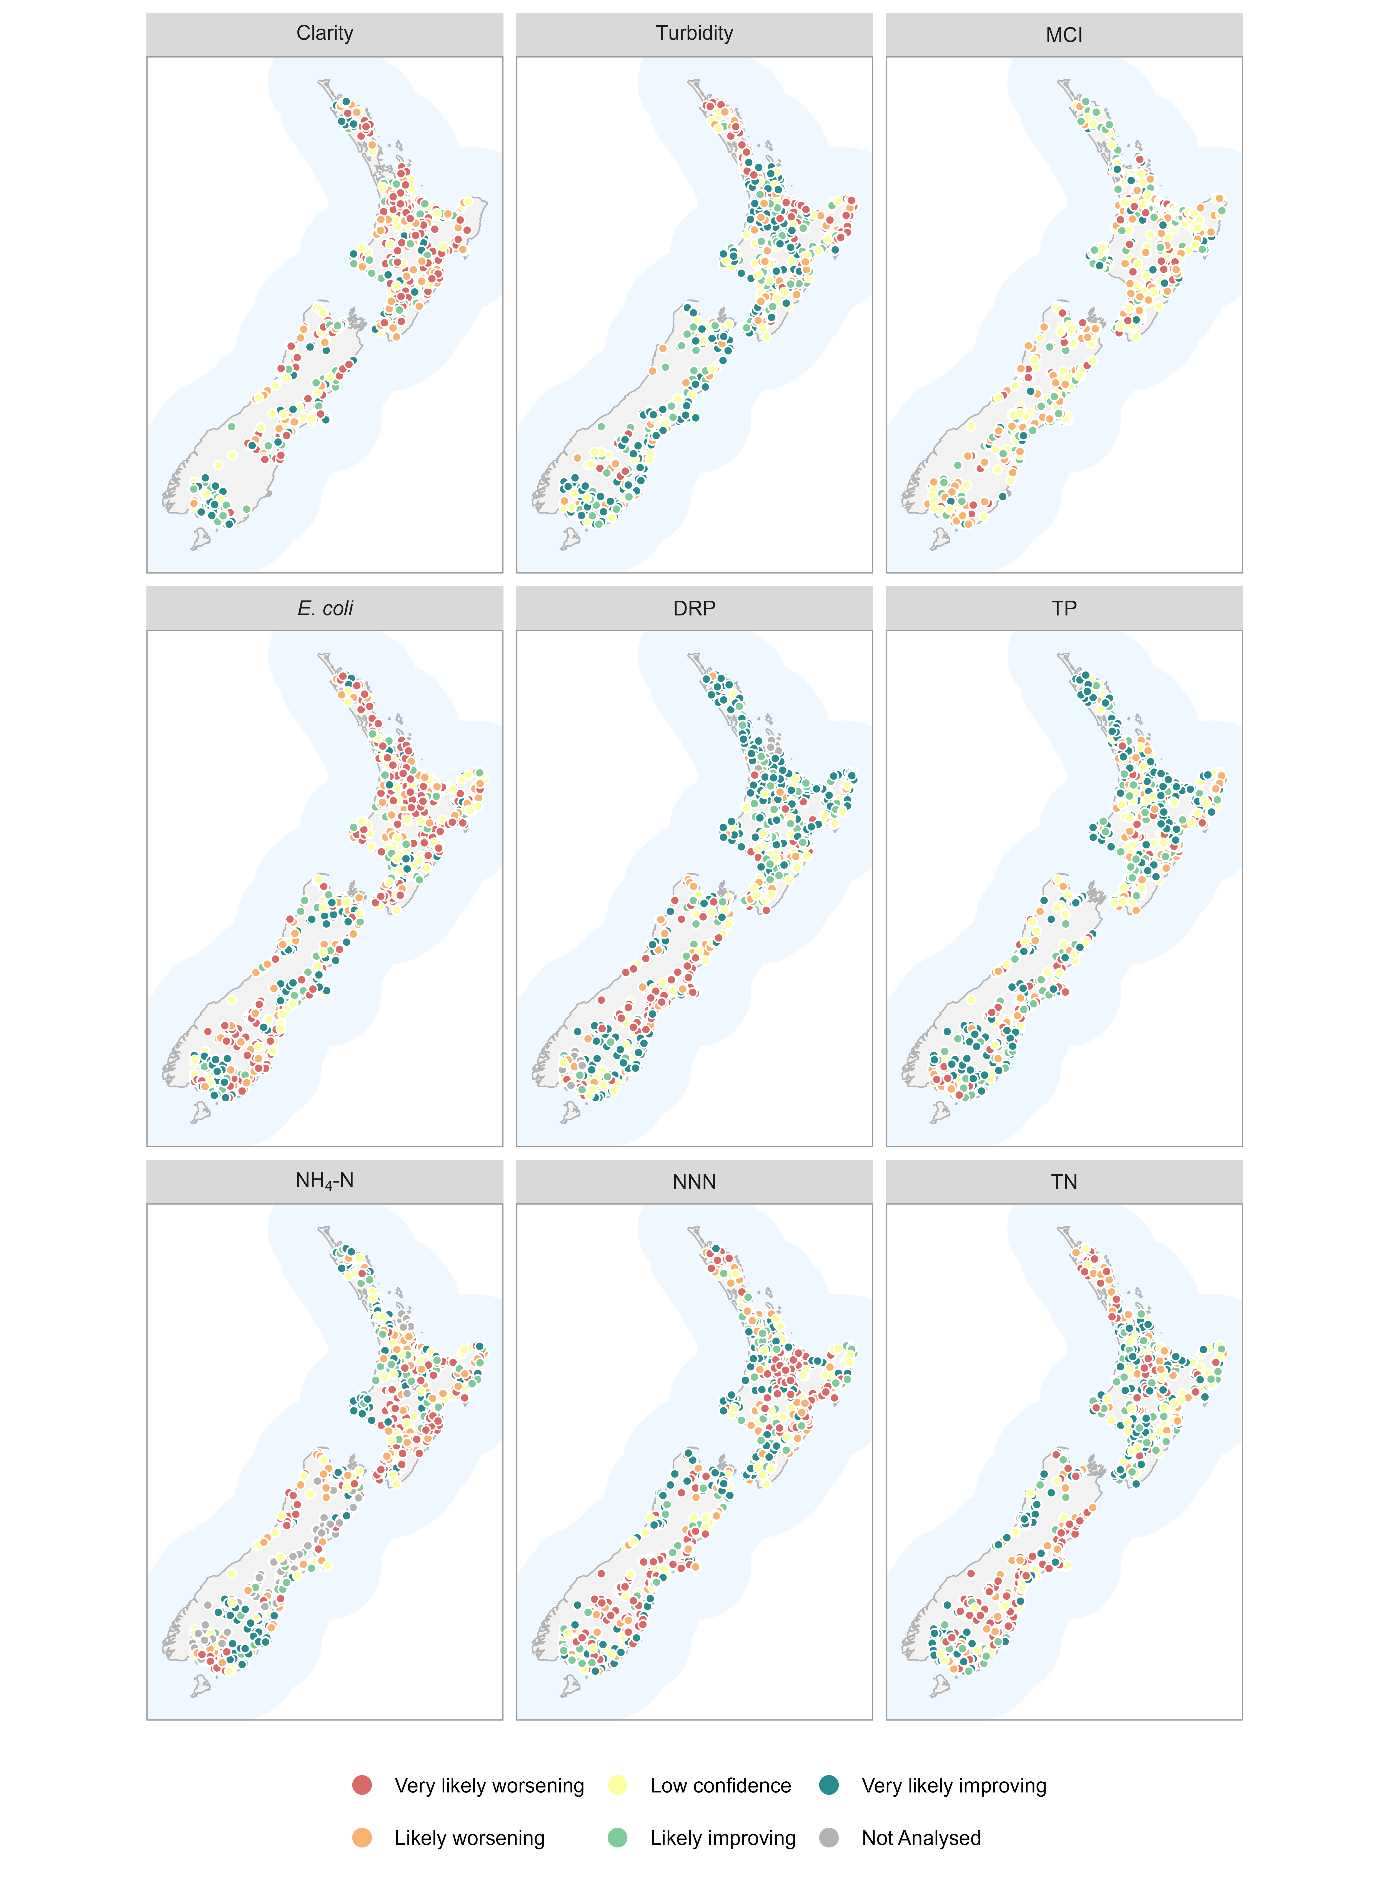 Clarity
Turbidity
MCI
E. coli
DRP
TP
NH₄-N
NNN
TN
Very likely worsening
Low confidence
Very likely improving
Likely worsening
Likely improving
Not Analysed